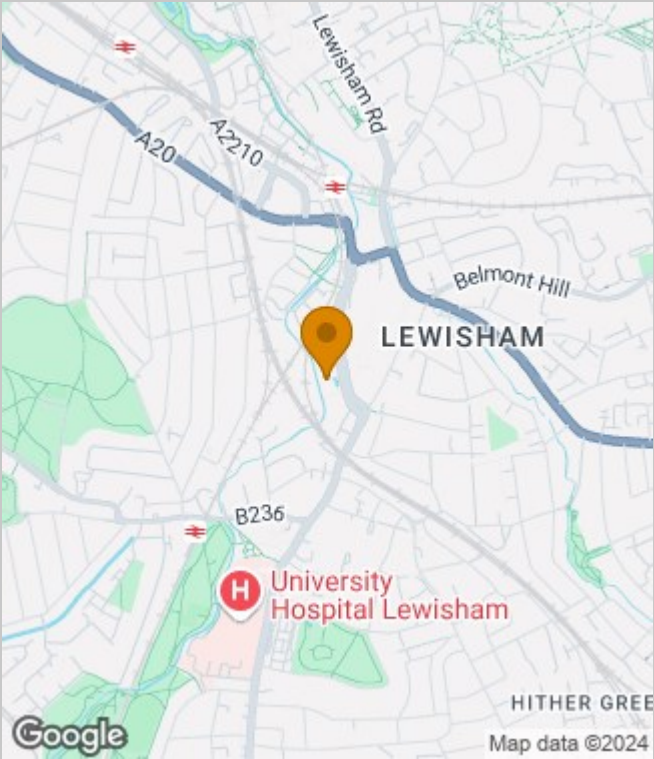 Lewisham Rd
A2210
A20
Belmont Hill
LEWISHAM
B236
H
University
Hospital Lewisham
HITHER GREE
Google
Map data ©2024